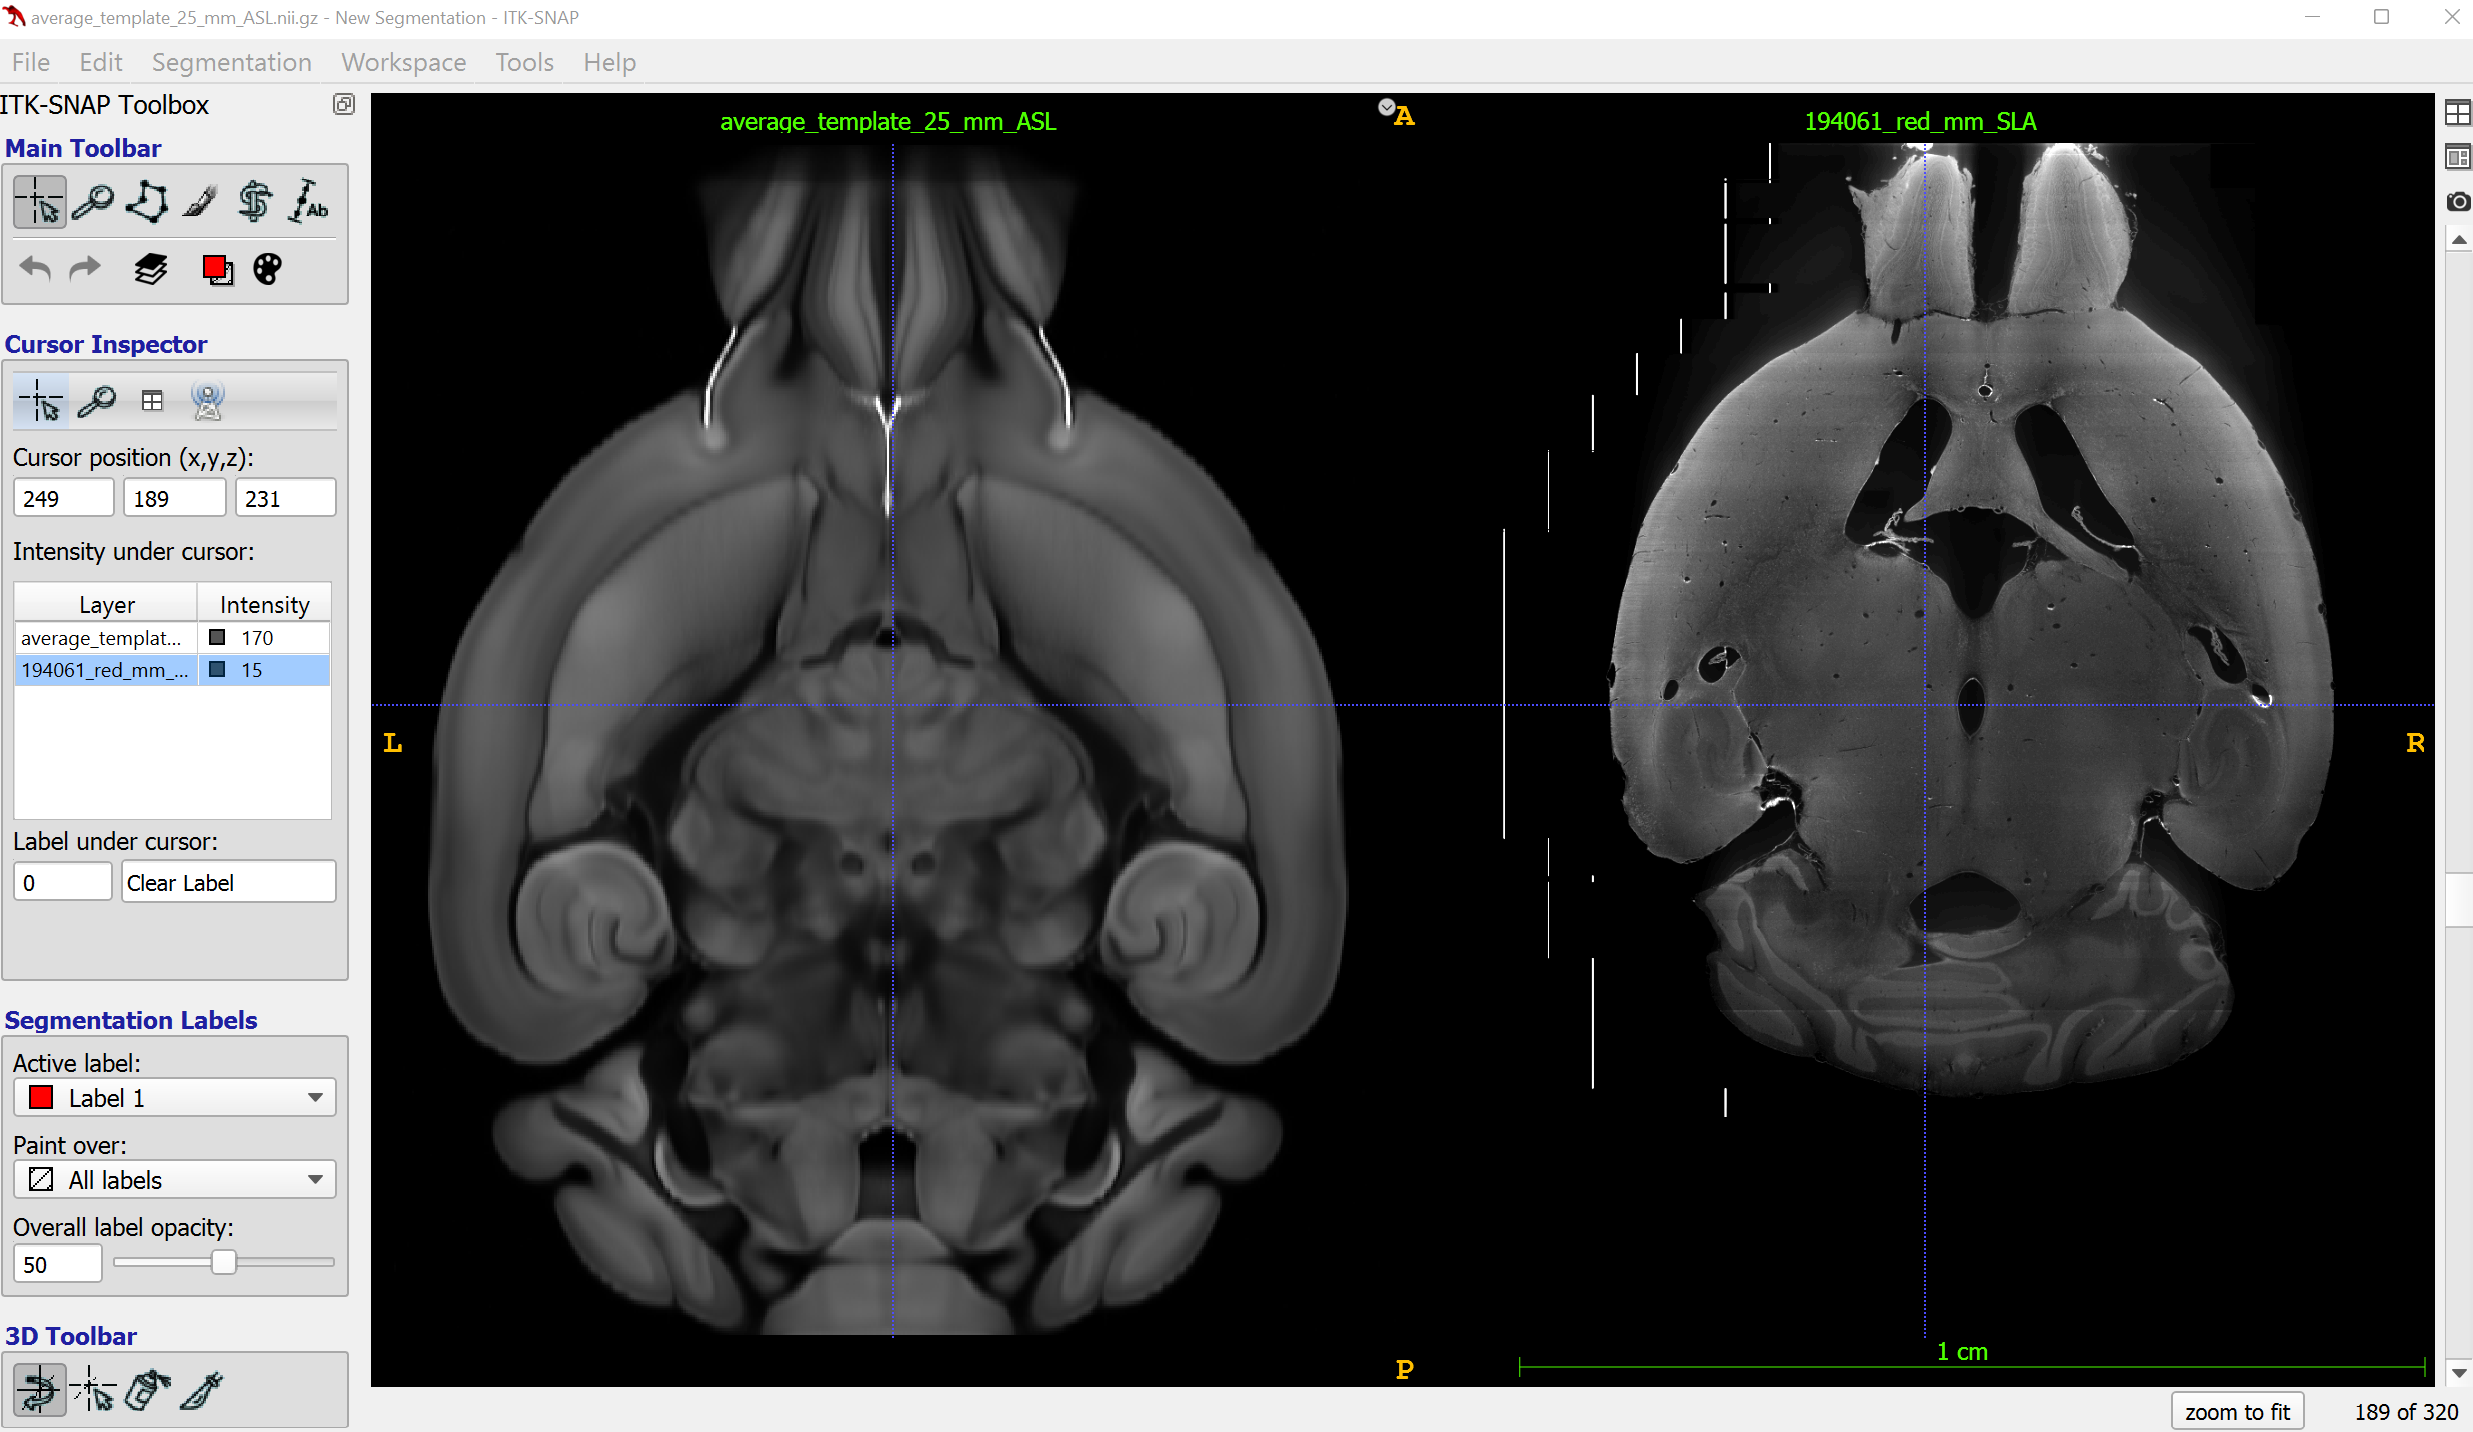 average_template_25_mm_ASL.nii.gz - New Segmentation - ITK-SNAP
File Edit Segmentation Workspace Tools Help
ITK-SNAP Toolbox
Main Toolbar
Ab
Cursor Inspector
Cursor position (x,y,z):
249 189 231
Intensity under cursor:
Layer Intensity
average_templat... 170
194061_red_mm_... 15
Label under cursor:
0 Clear Label
Segmentation Labels
Active label:
Label 1
Paint over:
All labels
Overall label opacity:
50
3D Toolbar
average_template_25_mm_ASL
A
194061_red_mm_SLA
L
R
P
1 cm
zoom to fit 189 of 320